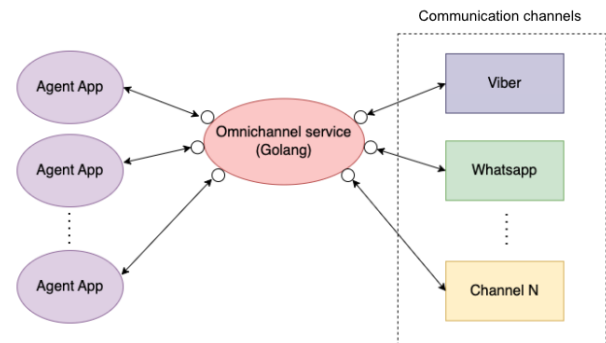 Communication channels
Agent App
Viber
Omnichannel service
(Golang)
Agent App
Whatsapp
Agent App
Channel N